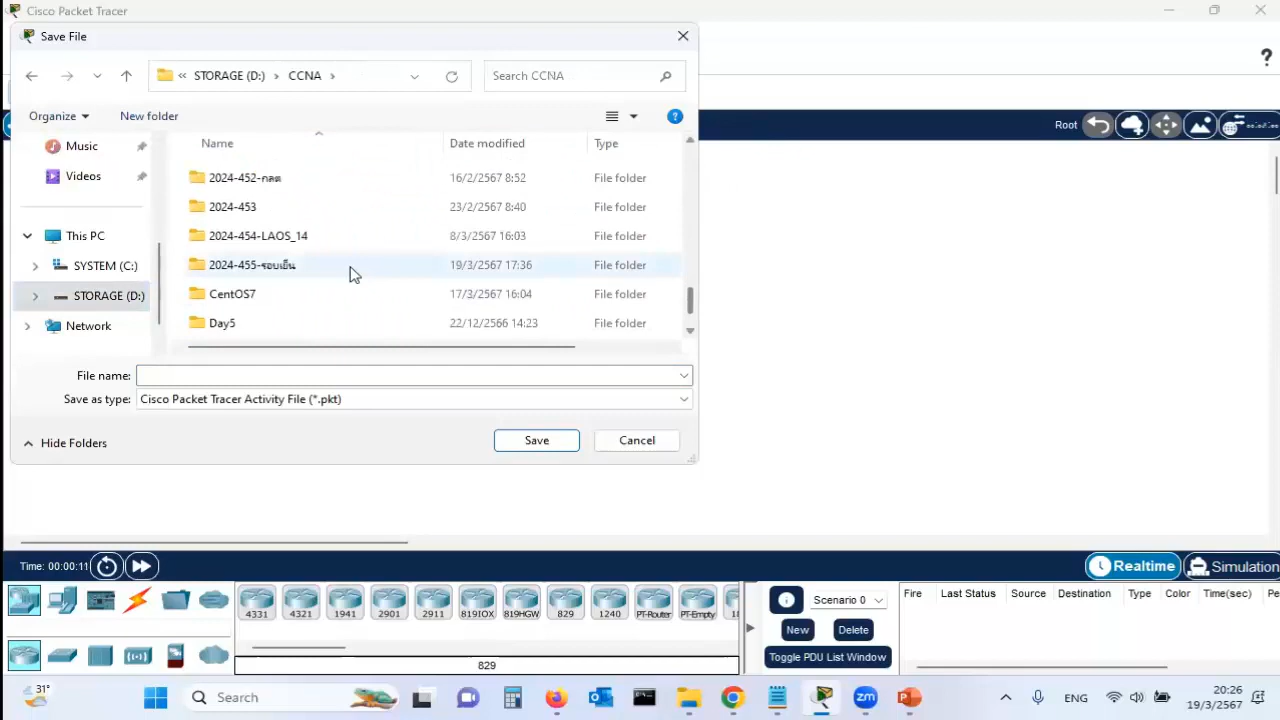 Cisco Packet Tracer
Save File
STORAGE (D:) CCNA
Search CCNA
Organize New folder
Name Date modified Type
Music
Videos
This PC
SYSTEM (C:)
STORAGE (D:)
Network
2024-452-กลต 16/2/2567 8:52 File folder
2024-453 23/2/2567 8:40 File folder
2024-454-LAOS_14 8/3/2567 16:03 File folder
2024-455-รอบเย็น 19/3/2567 17:36 File folder
CentOS7 17/3/2567 16:04 File folder
Day5 22/12/2566 14:23 File folder
File name:
Save as type: Cisco Packet Tracer Activity File (*.pkt)
Hide Folders Save Cancel
Root
Time: 00:00:11 Realtime Simulation
4331 4321 1941 2901 2911 819IOX 819HGW 829 1240 PT-Router PT-Empty
829
Scenario 0
New Delete
Toggle PDU List Window
Fire Last Status Source Destination Type Color Time(sec) Pe
31° Search ENG 20:26
19/3/2567